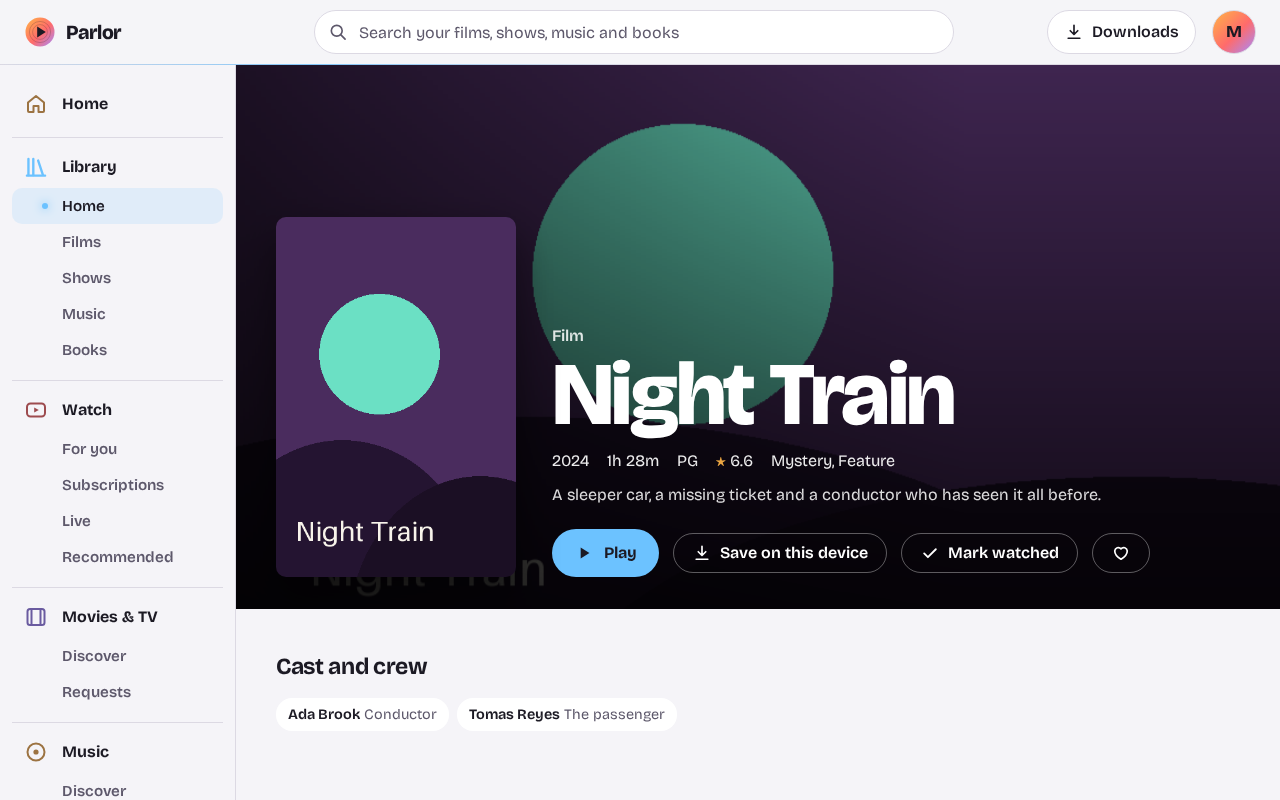 Parlor
Search your films, shows, music and books
Downloads
M
Home
Library
Home
Films
Shows
Music
Books
Watch
For you
Subscriptions
Live
Recommended
Movies & TV
Discover
Requests
Music
Discover
Night Train
Night Train
Film
Night Train
2024 1h 28m PG ★ 6.6 Mystery, Feature
A sleeper car, a missing ticket and a conductor who has seen it all before.
Play
Save on this device
Mark watched
Cast and crew
Ada Brook Conductor
Tomas Reyes The passenger